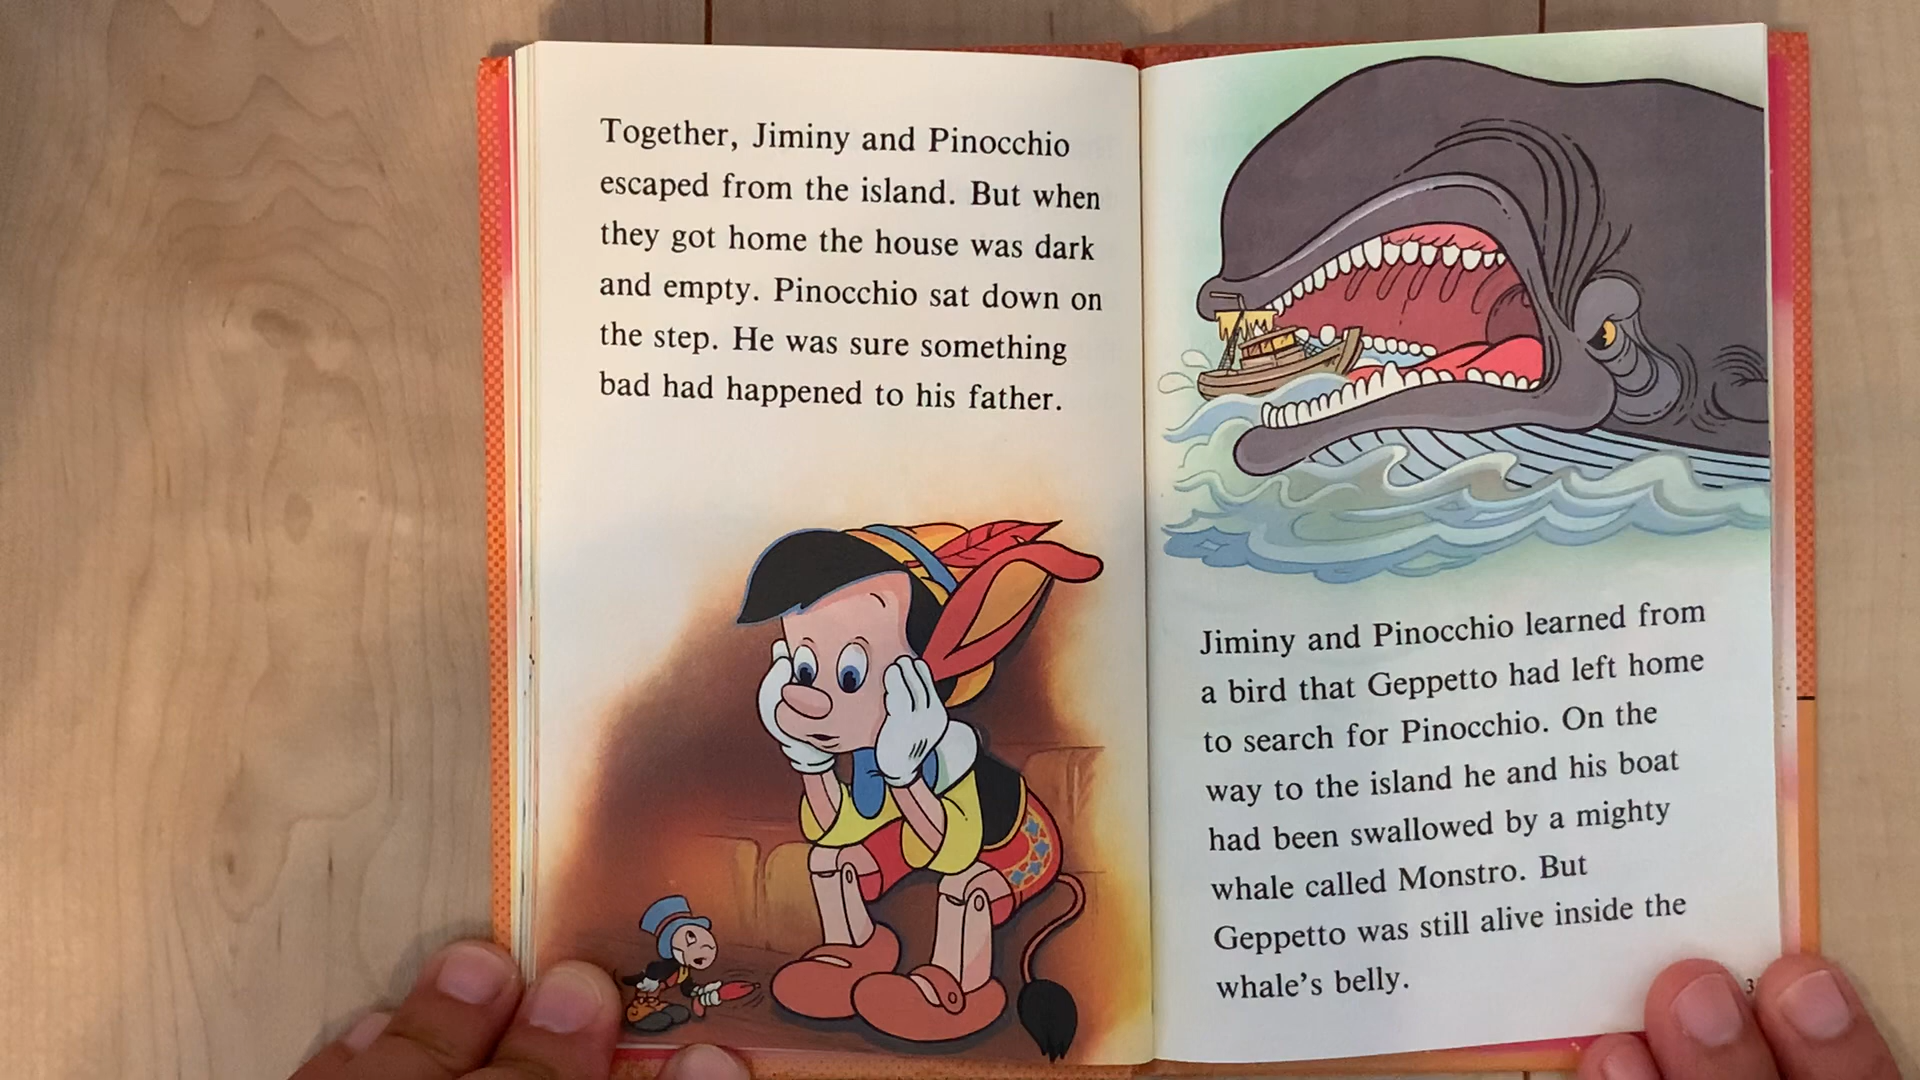 Together, Jiminy and Pinocchio
escaped from the island. But when
they got home the house was dark
and empty. Pinocchio sat down on
the step. He was sure something
bad had happened to his father.
Jiminy and Pinocchio learned from
a bird that Geppetto had left home
to search for Pinocchio. On the
way to the island he and his boat
had been swallowed by a mighty
whale called Monstro. But
Geppetto was still alive inside the
whale's belly.